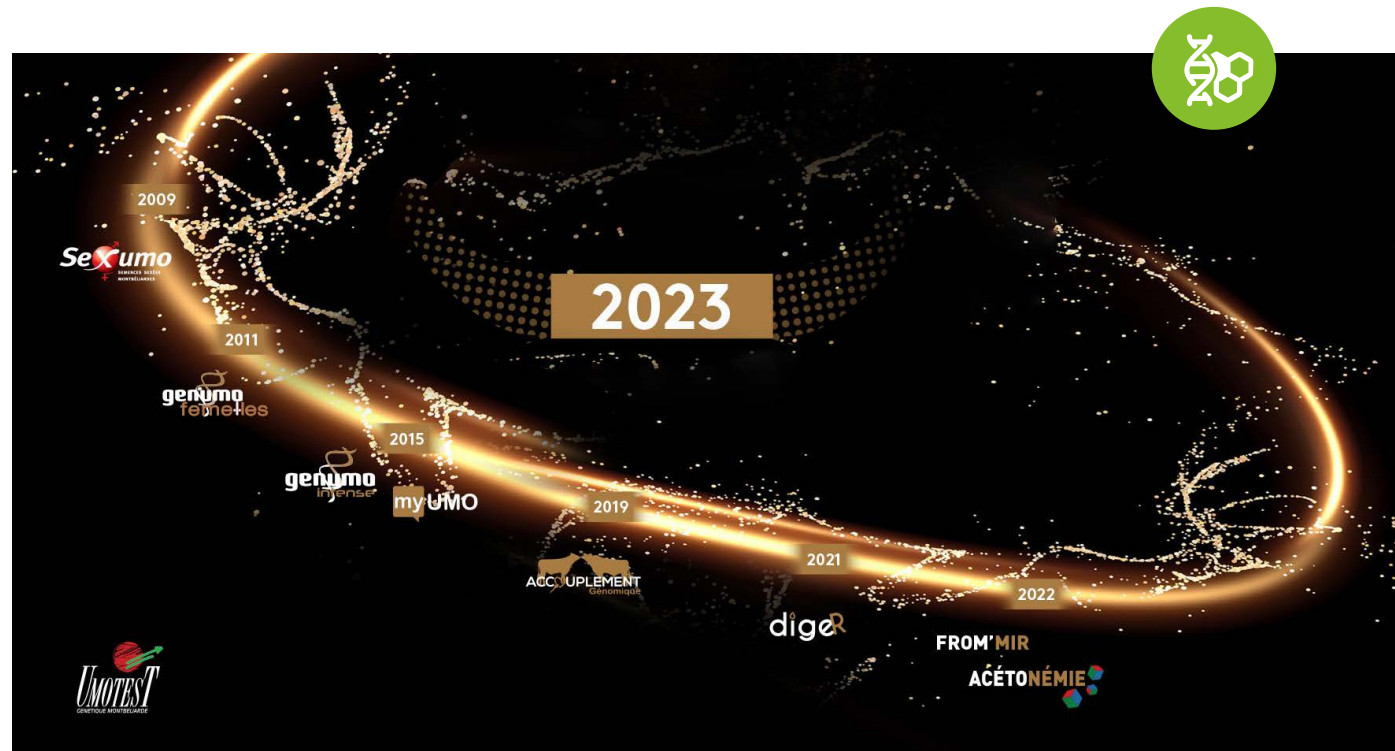 2009
Sexumo
SEMENCES SEXÉES
MONTBÉLIARDES
2023
2011
genumo
femelles
2015
genumo
intense
myUMO
2019
ACCOUPLEMENT
Génomique
2021
digeR
2022
FROM'MIR
ACÉTONÉMIE
UMOTEST
GÉNÉTIQUE MONTBÉLIARDE